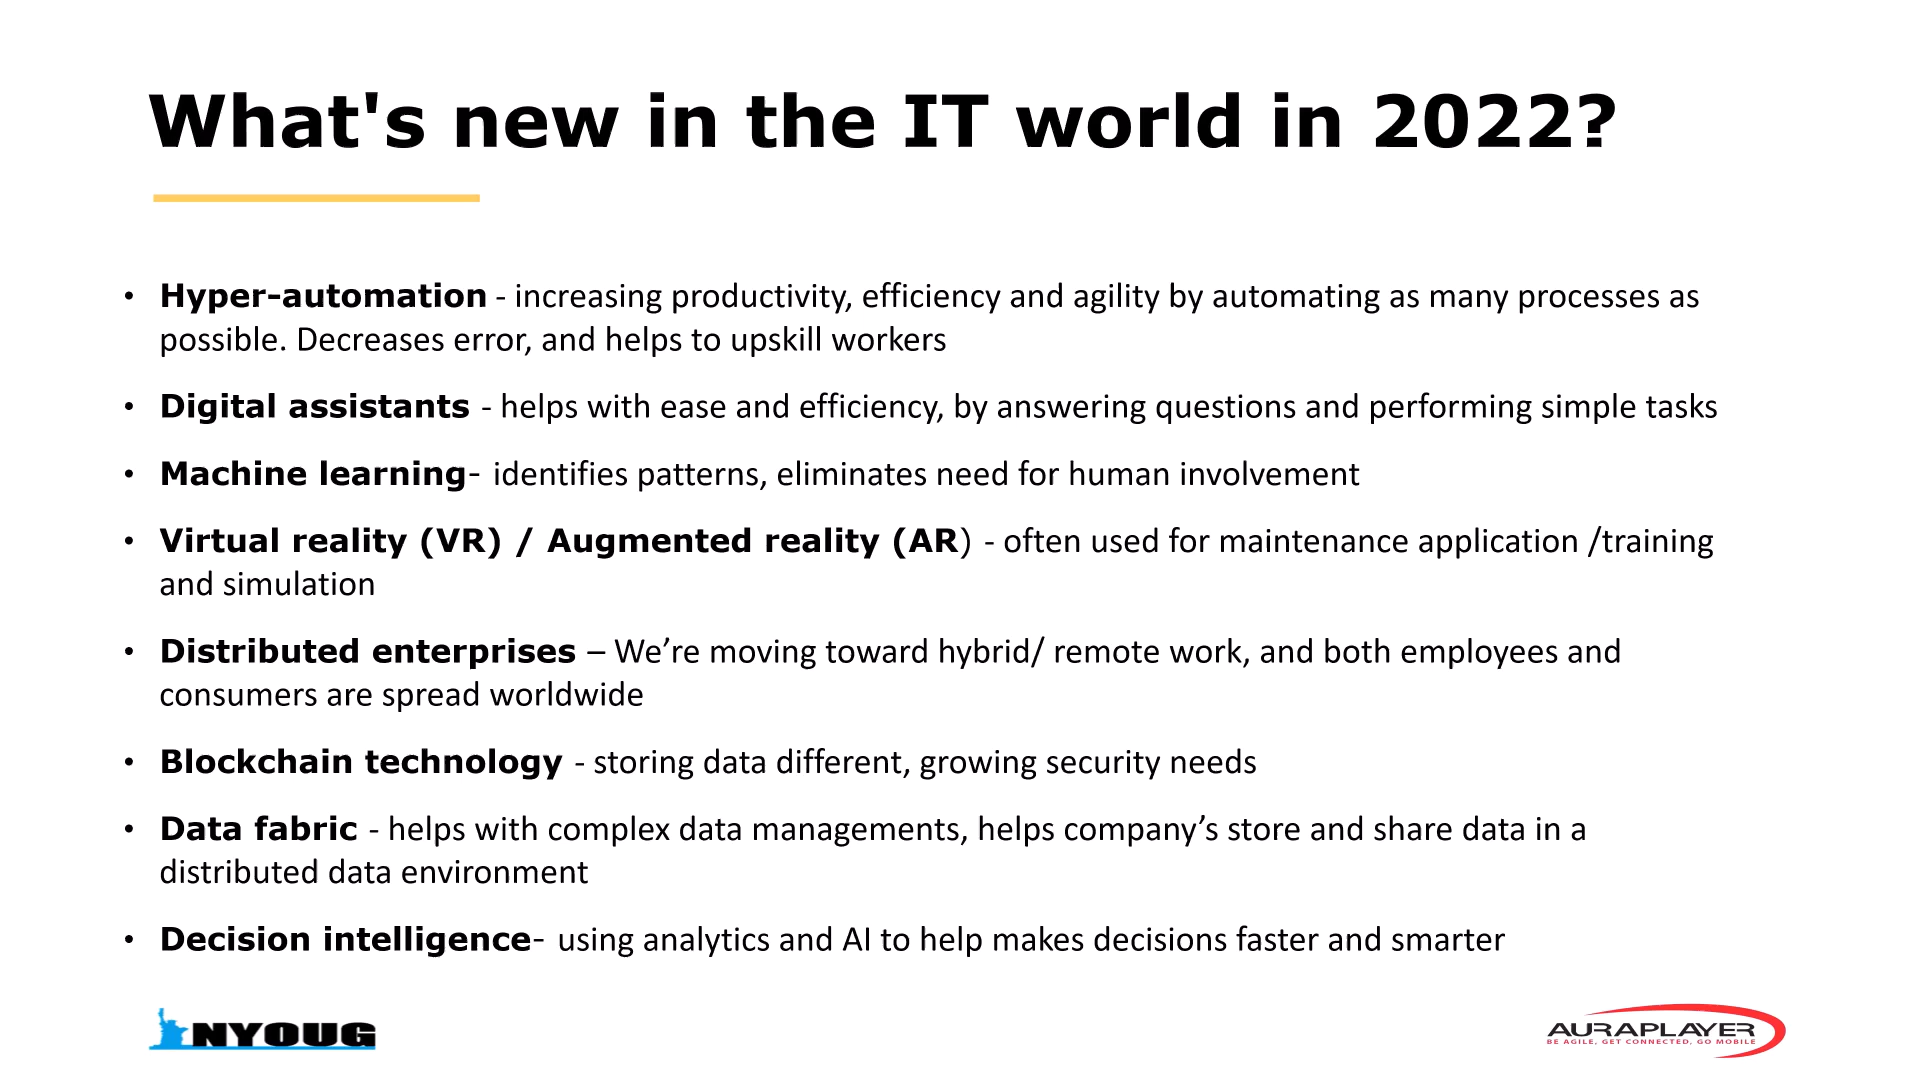 What's new in the IT world in 2022?
• Hyper-automation - increasing productivity, efficiency and agility by automating as many processes as
possible. Decreases error, and helps to upskill workers
• Digital assistants - helps with ease and efficiency, by answering questions and performing simple tasks
• Machine learning- identifies patterns, eliminates need for human involvement
• Virtual reality (VR) / Augmented reality (AR) - often used for maintenance application /training
and simulation
• Distributed enterprises – We’re moving toward hybrid/ remote work, and both employees and
consumers are spread worldwide
• Blockchain technology - storing data different, growing security needs
• Data fabric - helps with complex data managements, helps company’s store and share data in a
distributed data environment
• Decision intelligence- using analytics and AI to help makes decisions faster and smarter
NYOUG
AURAPLAYER
BE AGILE, GET CONNECTED, GO MOBILE